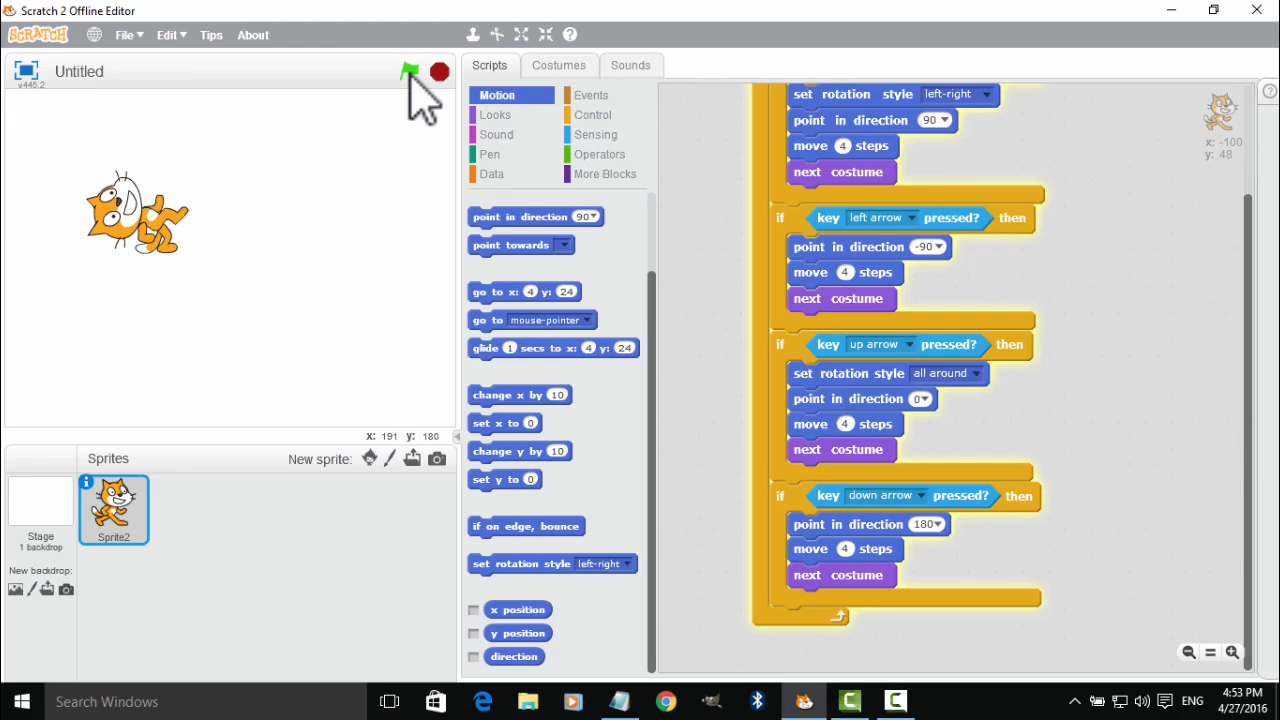 Scratch 2 Offline Editor
SCRATCH File Edit Tips About
Untitled
v445.2
Scripts Costumes Sounds
Motion Events
Looks Control
Sound Sensing
Pen Operators
Data More Blocks
point in direction 90
point towards
go to x: 4 y: 24
go to mouse-pointer
glide 1 secs to x: 4 y: 24
change x by 10
set x to 0
change y by 10
set y to 0
if on edge, bounce
set rotation style left-right
x position
y position
direction
set rotation style left-right
point in direction 90
move 4 steps
next costume
if key left arrow pressed? then
point in direction -90
move 4 steps
next costume
if key up arrow pressed? then
set rotation style all around
point in direction 0
move 4 steps
next costume
if key down arrow pressed? then
point in direction 180
move 4 steps
next costume
x: -100
y: 48
x: 191 y: 180
Sprites New sprite:
Stage
1 backdrop
Sprite2
New backdrop:
Search Windows
ENG
4:53 PM
4/27/2016